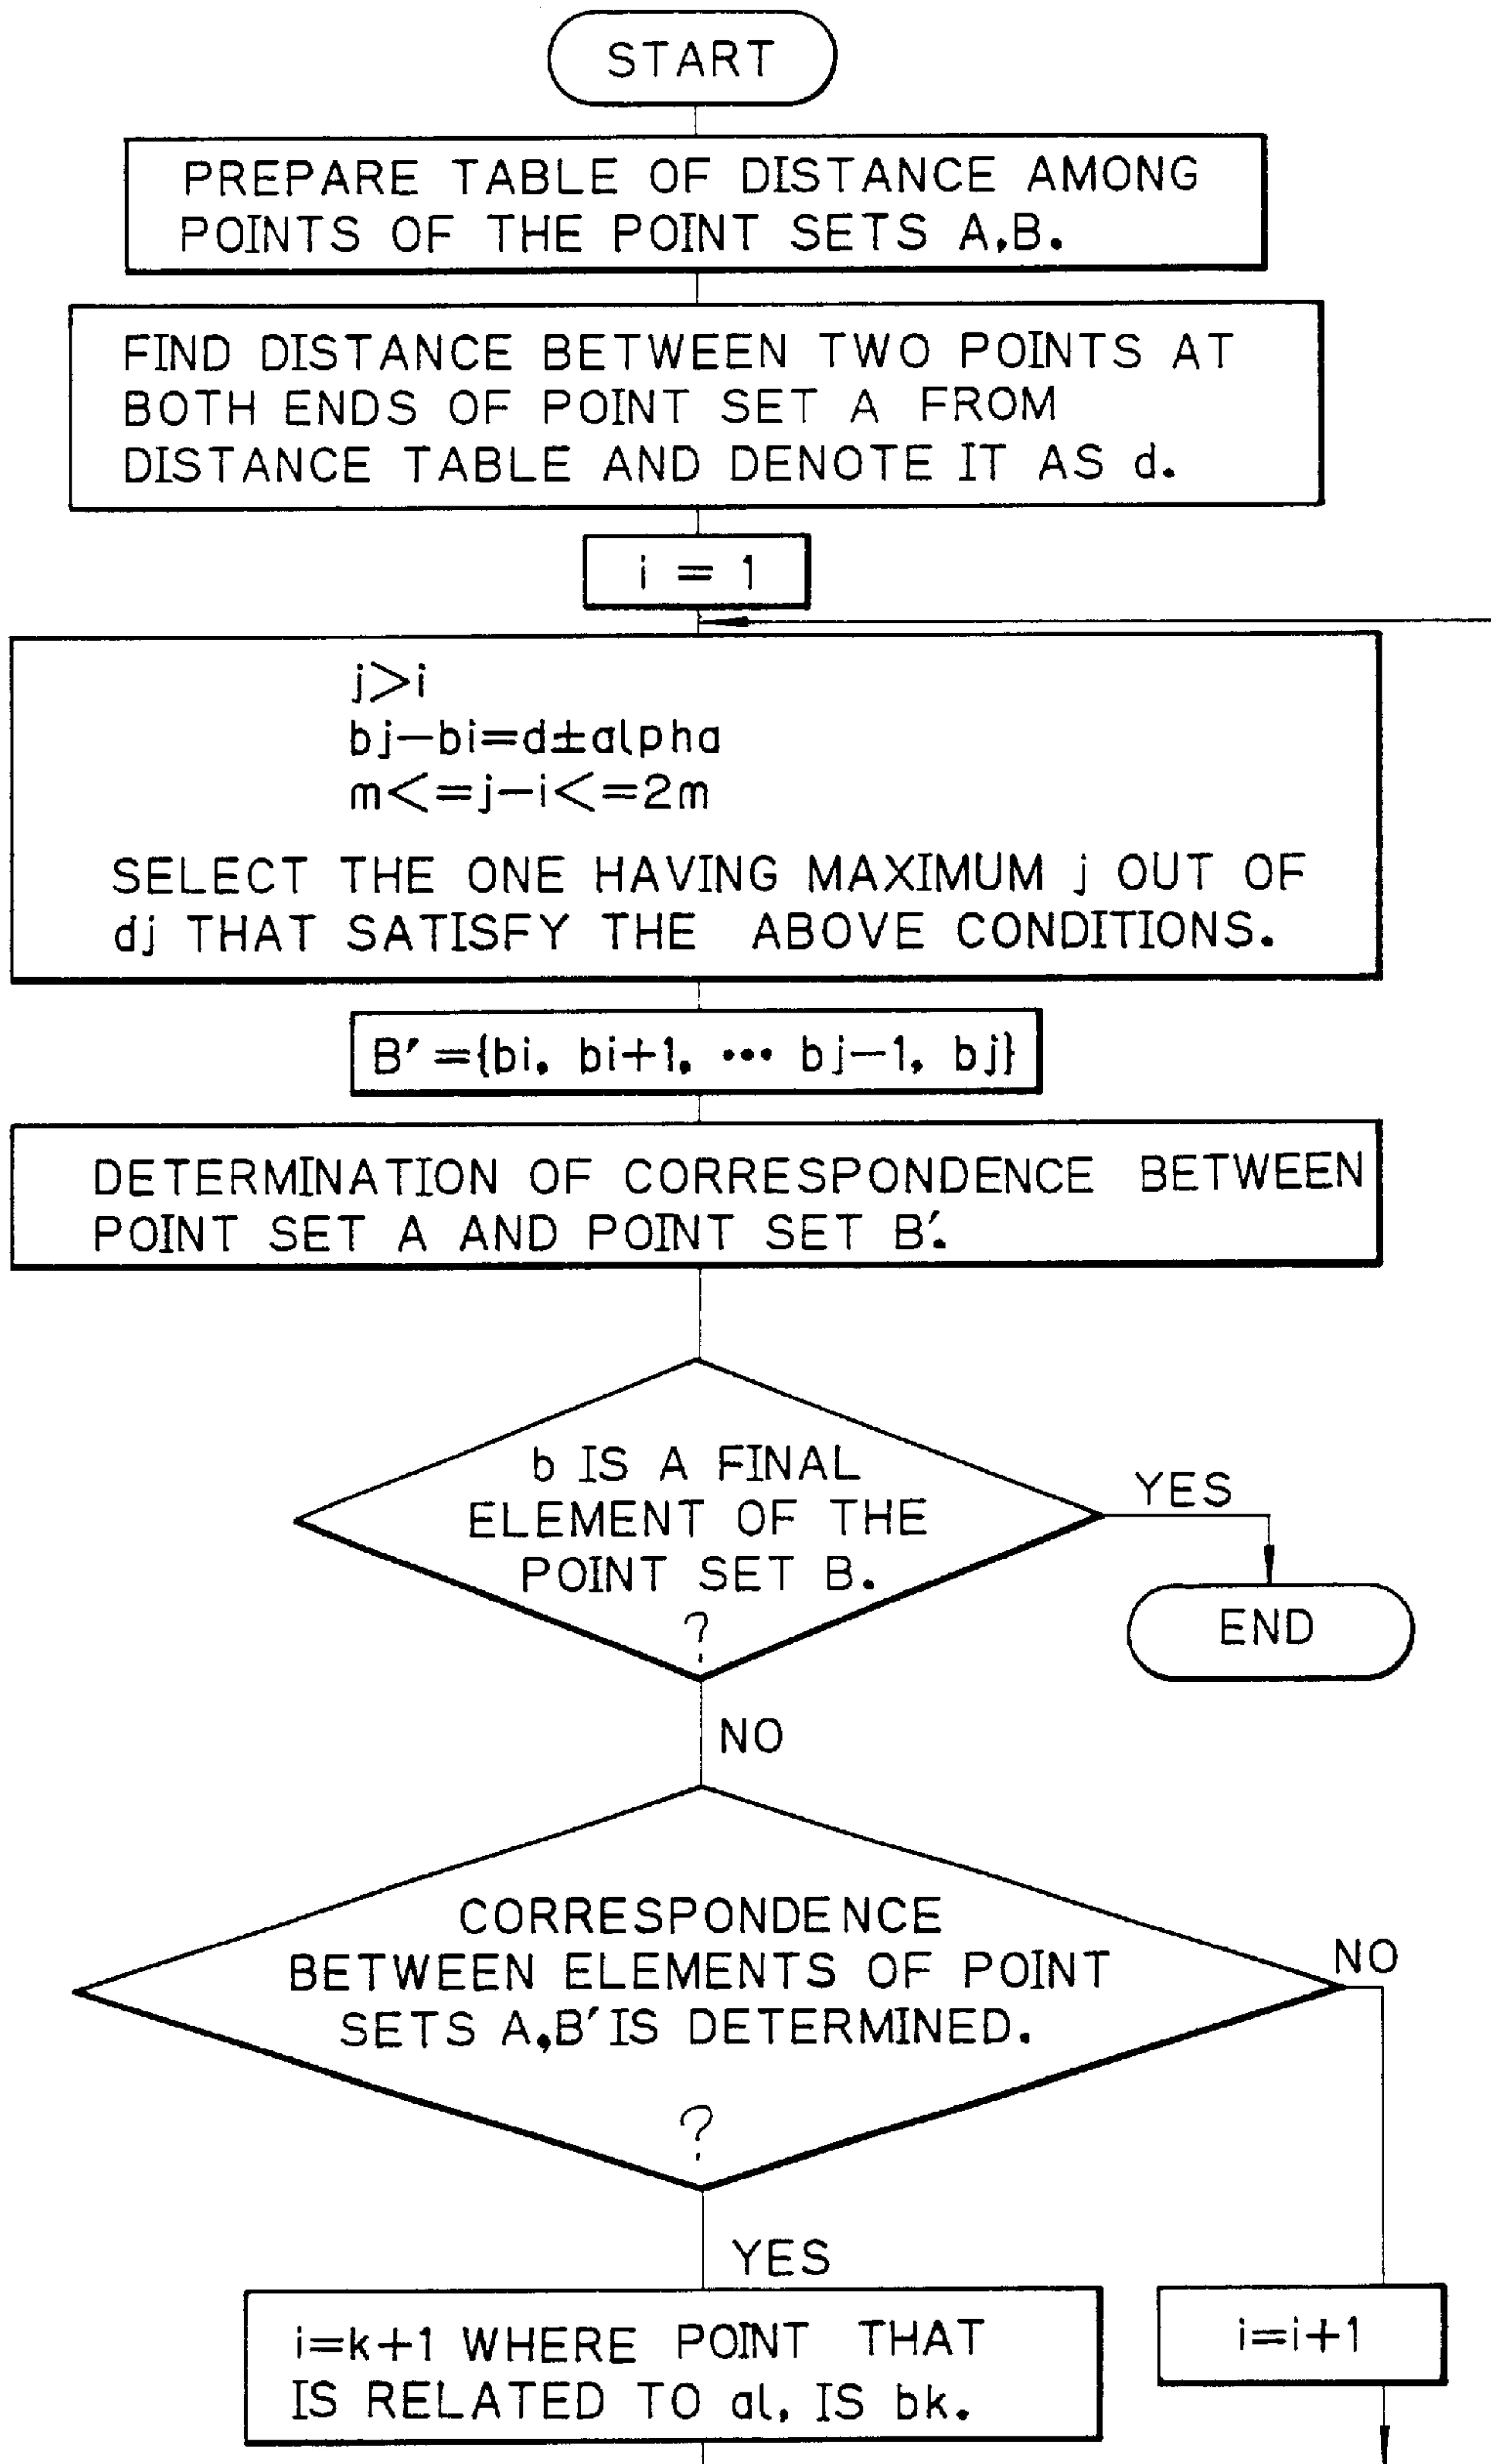 START
PREPARE TABLE OF DISTANCE AMONG
POINTS OF THE POINT SETS A,B.
FIND DISTANCE BETWEEN TWO POINTS AT
BOTH ENDS OF POINT SET A FROM
DISTANCE TABLE AND DENOTE IT AS d.
i = 1
j>i
bj-bi=d±alpha
m<=j-i<=2m
SELECT THE ONE HAVING MAXIMUM j OUT OF
dj THAT SATISFY THE ABOVE CONDITIONS.
B'={bi, bi+1, ••• bj-1, bj}
DETERMINATION OF CORRESPONDENCE BETWEEN
POINT SET A AND POINT SET B'.
b IS A FINAL
ELEMENT OF THE
POINT SET B.
?
YES
END
NO
CORRESPONDENCE
BETWEEN ELEMENTS OF POINT
SETS A,B' IS DETERMINED.
?
NO
YES
i=k+1 WHERE POINT THAT
IS RELATED TO al, IS bk.
i=i+1